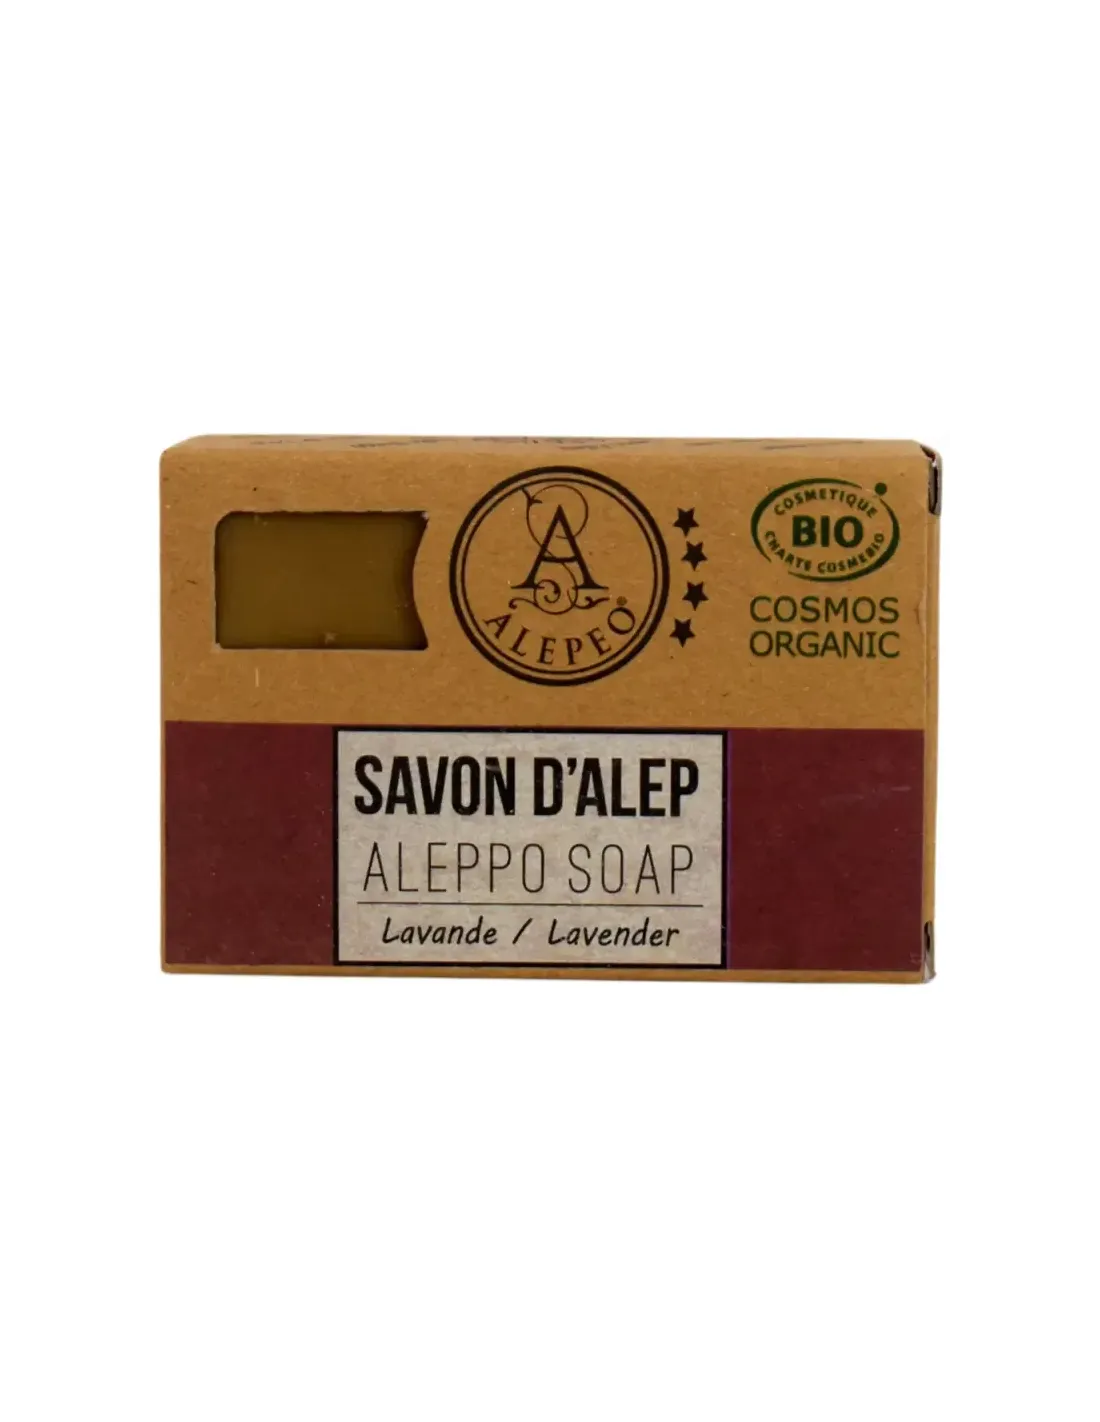 A
ALEPEO®
COSMETIQUE
BIO
CHARTE COSMEBIO
COSMOS
ORGANIC
SAVON D'ALEP
ALEPPO SOAP
Lavande / Lavender